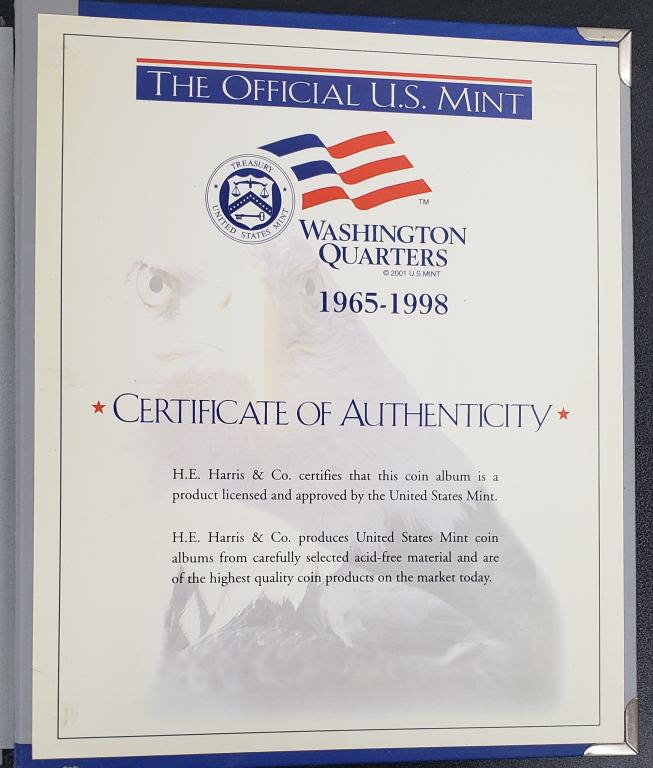 THE OFFICIAL U.S. MINT
TREASURY
UNITED STATES MINT
TM
WASHINGTON
QUARTERS
© 2001 U.S.MINT
1965-1998
CERTIFICATE OF AUTHENTICITY
H.E. Harris & Co. certifies that this coin album is a
product licensed and approved by the United States Mint.
H.E. Harris & Co. produces United States Mint coin
albums from carefully selected acid-free material and are
of the highest quality coin products on the market today.